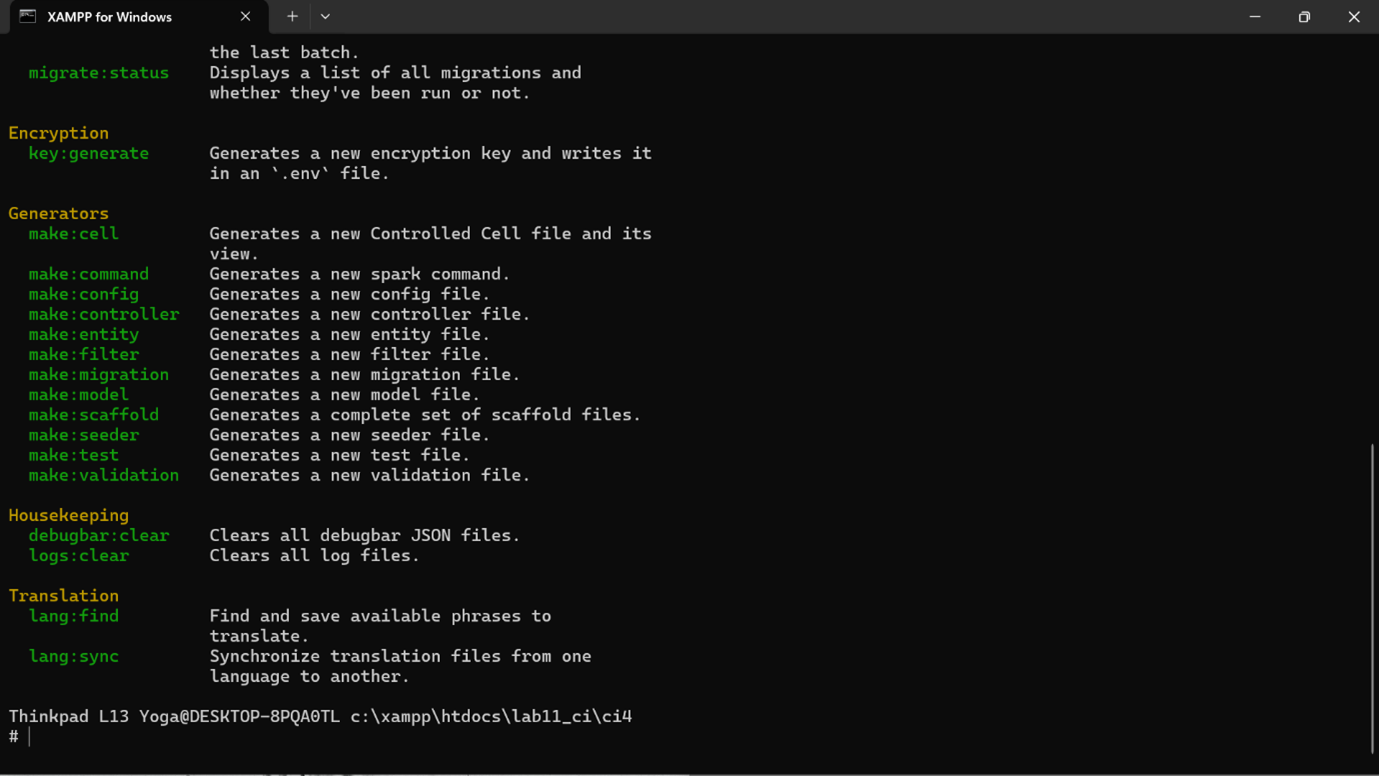 XAMPP for Windows
the last batch.
migrate:status Displays a list of all migrations and
whether they've been run or not.
Encryption
key:generate Generates a new encryption key and writes it
in an `.env` file.
Generators
make:cell Generates a new Controlled Cell file and its
view.
make:command Generates a new spark command.
make:config Generates a new config file.
make:controller Generates a new controller file.
make:entity Generates a new entity file.
make:filter Generates a new filter file.
make:migration Generates a new migration file.
make:model Generates a new model file.
make:scaffold Generates a complete set of scaffold files.
make:seeder Generates a new seeder file.
make:test Generates a new test file.
make:validation Generates a new validation file.
Housekeeping
debugbar:clear Clears all debugbar JSON files.
logs:clear Clears all log files.
Translation
lang:find Find and save available phrases to
translate.
lang:sync Synchronize translation files from one
language to another.
Thinkpad L13 Yoga@DESKTOP-8PQA0TL c:\xampp\htdocs\lab11_ci\ci4
#